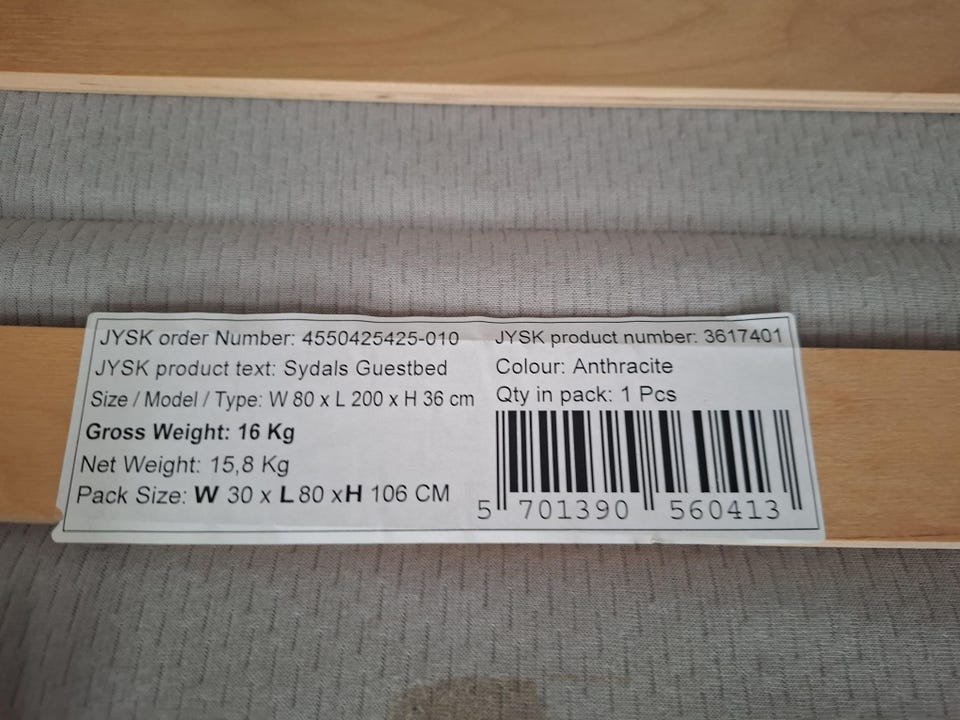 JYSK order Number: 4550425425-010
JYSK product text: Sydals Guestbed
Size / Model / Type: W 80 x L 200 x H 36 cm
Gross Weight: 16 Kg
Net Weight: 15,8 Kg
Pack Size: W 30 x L 80 xH 106 CM
JYSK product number: 3617401
Colour: Anthracite
Qty in pack: 1 Pcs
5 701390 560413